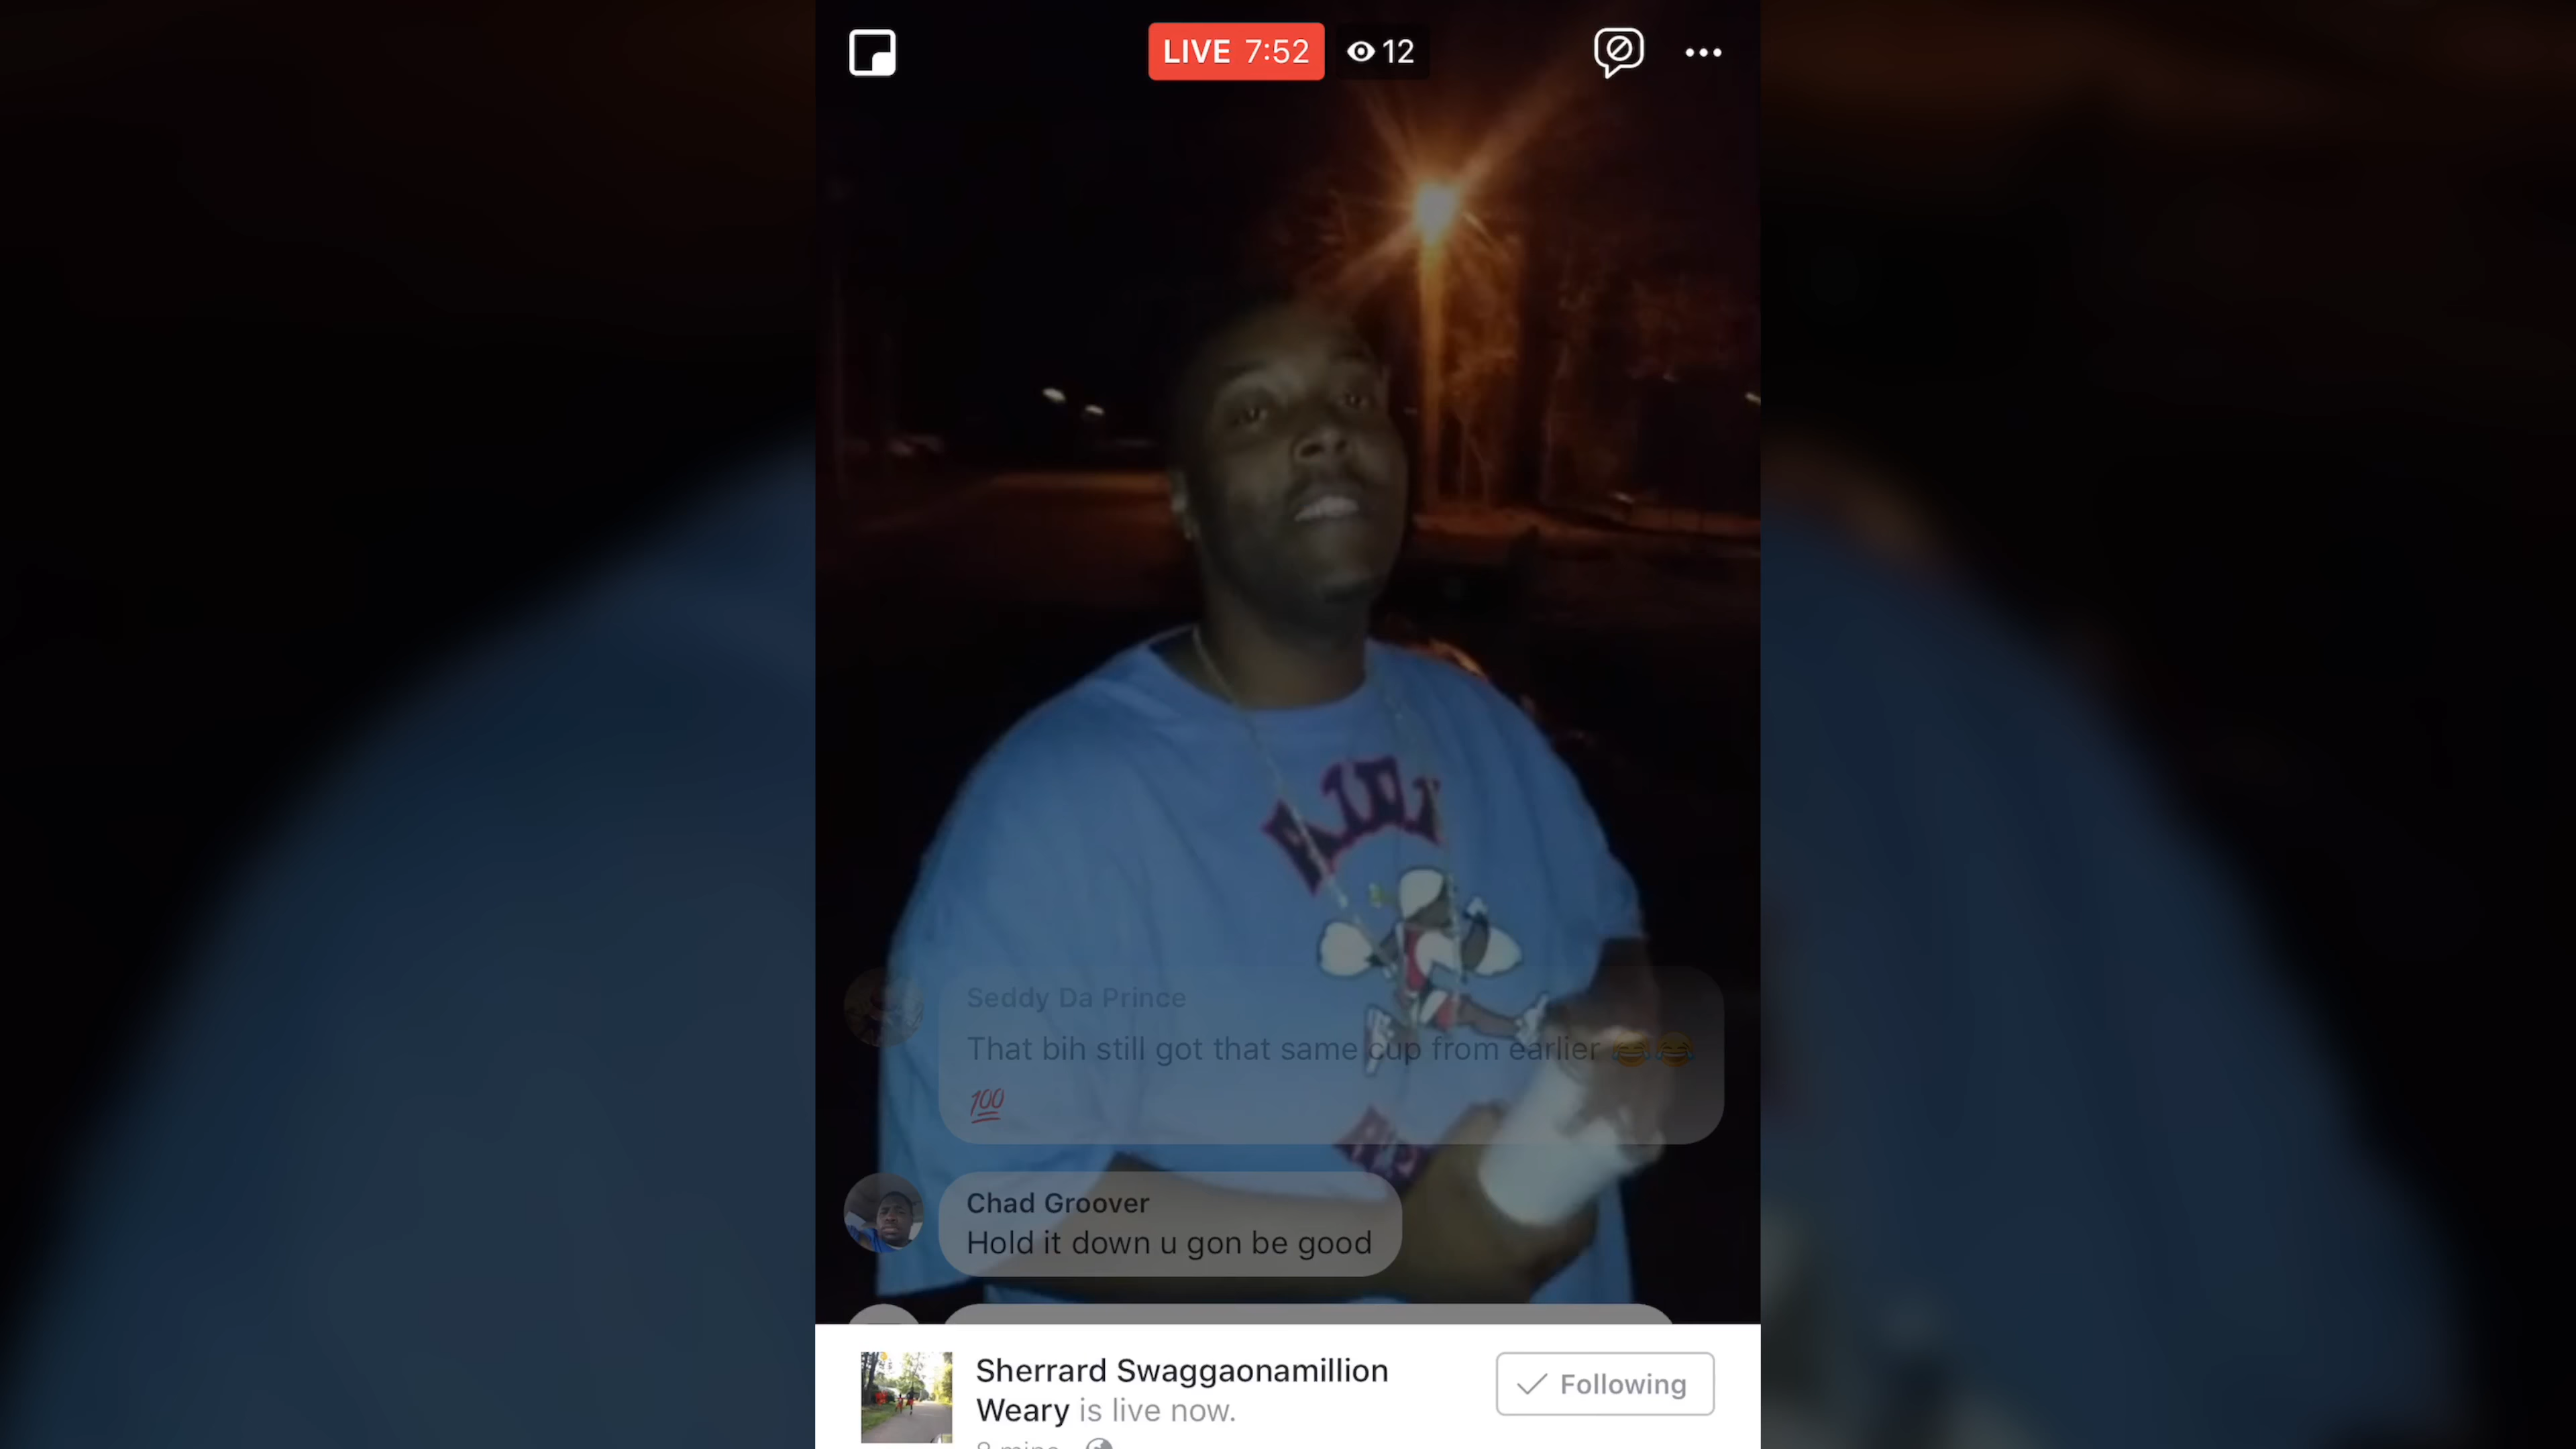 LIVE 7:52
12
Seddy Da Prince
That bih still got that same cup from earlier 😂😂
💯
Chad Groover
Hold it down u gon be good
Sherrard Swaggaonamillion
Weary is live now.
Following